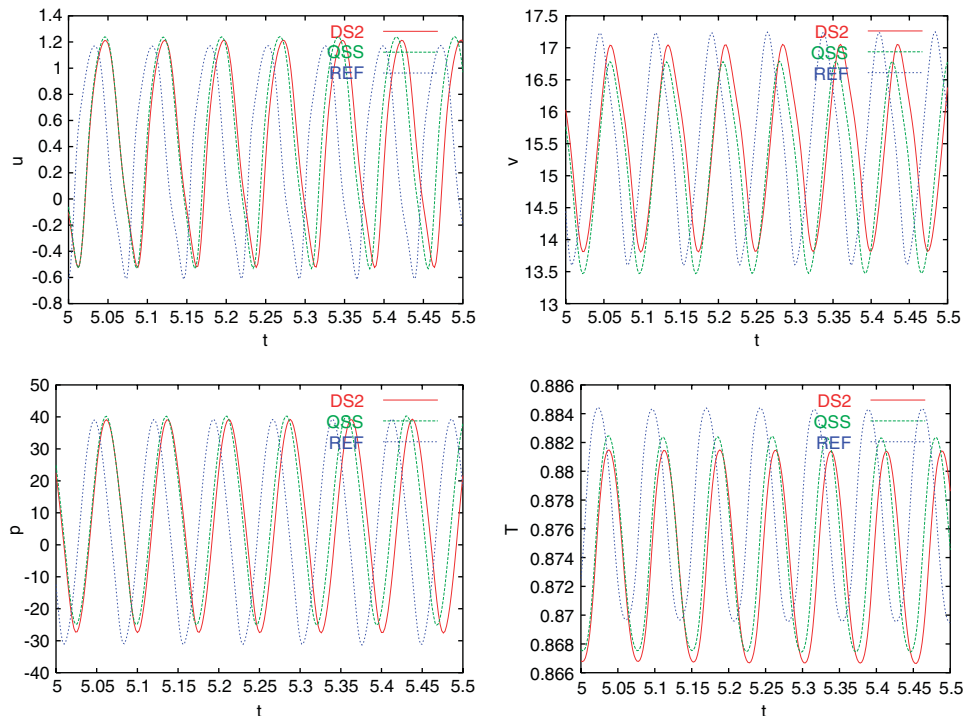 1.4
1.2
1
0.8
0.6
0.4
0.2
0
-0.2
-0.4
-0.6
-0.8
u
DS2
QSS
REF
5 5.05 5.1 5.15 5.2 5.25 5.3 5.35 5.4 5.45 5.5
t
17.5
17
16.5
16
15.5
15
14.5
14
13.5
13
v
DS2
QSS
REF
5 5.05 5.1 5.15 5.2 5.25 5.3 5.35 5.4 5.45 5.5
t
50
40
30
20
10
0
-10
-20
-30
-40
p
DS2
QSS
REF
5 5.05 5.1 5.15 5.2 5.25 5.3 5.35 5.4 5.45 5.5
t
0.886
0.884
0.882
0.88
0.878
0.876
0.874
0.872
0.87
0.868
0.866
T
DS2
QSS
REF
5 5.05 5.1 5.15 5.2 5.25 5.3 5.35 5.4 5.45 5.5
t